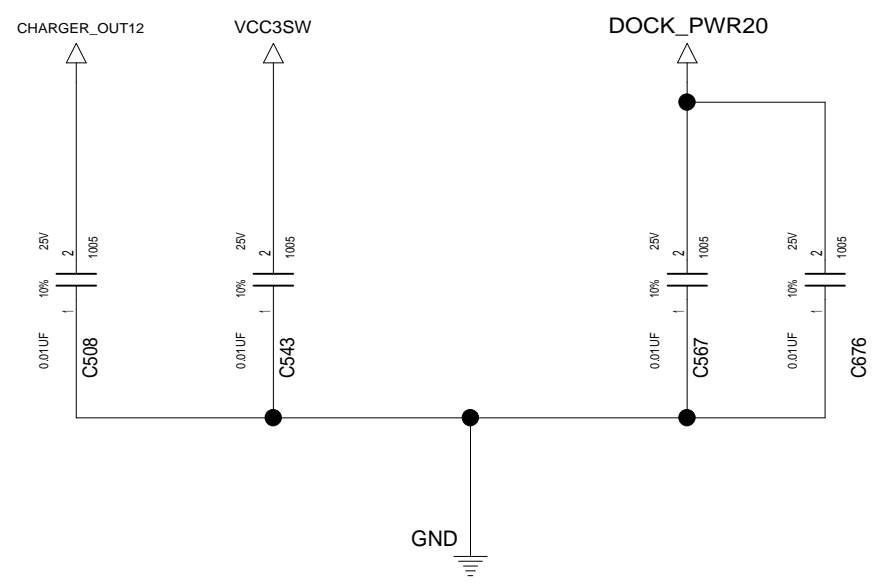 CHARGER_OUT12
VCC3SW
DOCK_PWR20
25V
2
1005
10%
1
0.01UF
C508
25V
2
1005
10%
1
0.01UF
C543
25V
2
1005
10%
1
0.01UF
C567
25V
2
1005
10%
1
0.01UF
C676
GND